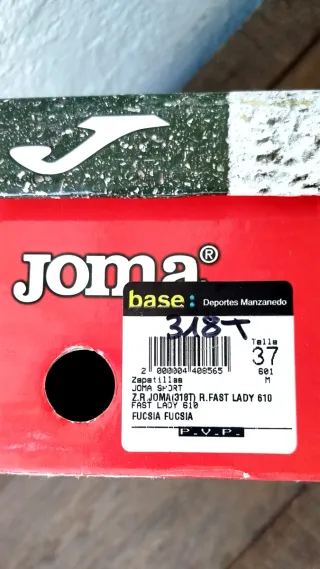 Joma®
base: Deportes Manzanedo
318T
Talla
37
2 000004 408565
601
Zapatillas
M
JOMA SPORT
Z.R.JOMA(318T) R.FAST LADY 610
FAST LADY 610
FUCSIA FUCSIA
P.V.P.